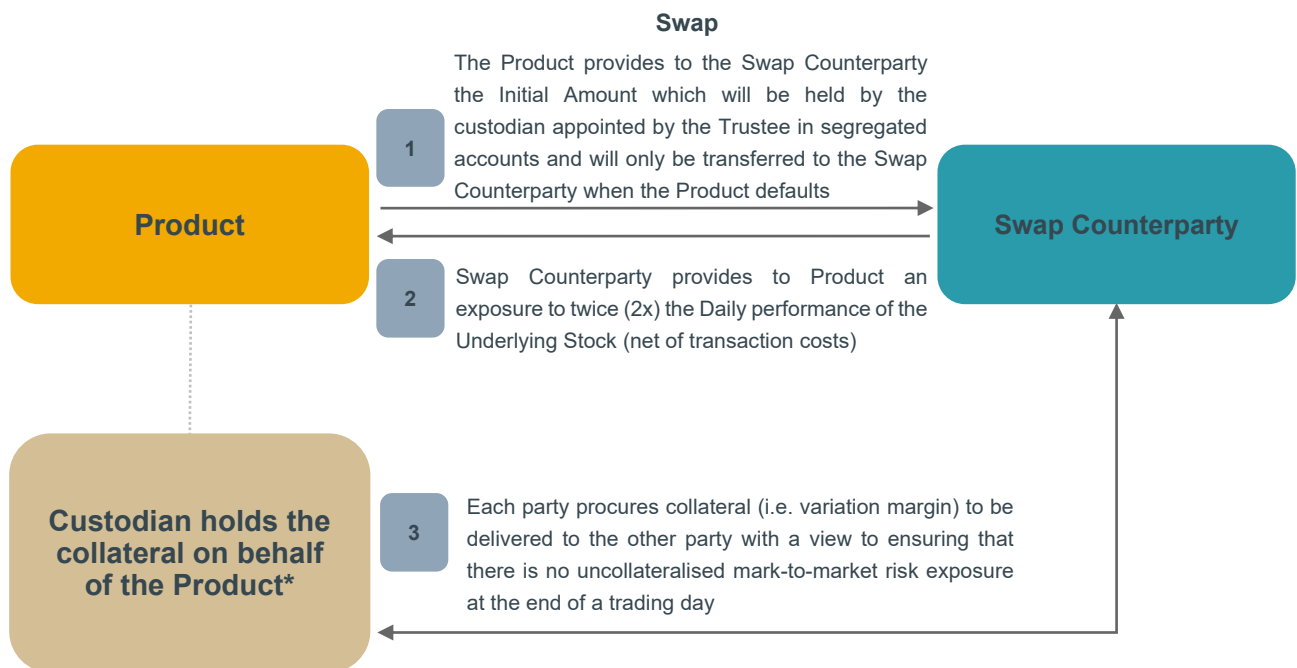 Swap
The Product provides to the Swap Counterparty
the Initial Amount which will be held by the
custodian appointed by the Trustee in segregated
accounts and will only be transferred to the Swap
Counterparty when the Product defaults
1
Product
Swap Counterparty
2
Swap Counterparty provides to Product an
exposure to twice (2x) the Daily performance of the
Underlying Stock (net of transaction costs)
Custodian holds the
collateral on behalf
of the Product*
3
Each party procures collateral (i.e. variation margin) to be
delivered to the other party with a view to ensuring that
there is no uncollateralised mark-to-market risk exposure
at the end of a trading day